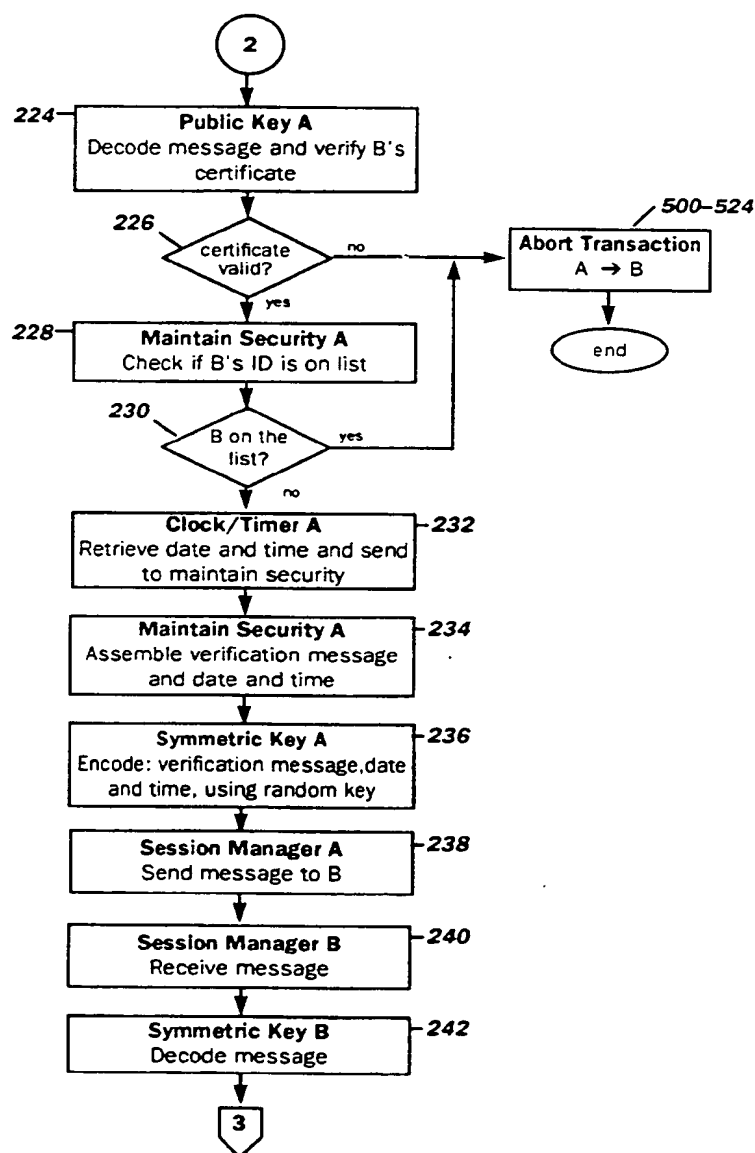 2
224
Public Key A
Decode message and verify B's
certificate
226
certificate
valid?
no
yes
500-524
Abort Transaction
A → B
end
228
Maintain Security A
Check if B's ID is on list
230
B on the
list?
yes
no
Clock/Timer A
Retrieve date and time and send
to maintain security
232
Maintain Security A
Assemble verification message
and date and time
234
Symmetric Key A
Encode: verification message,date
and time, using random key
236
Session Manager A
Send message to B
238
Session Manager B
Receive message
240
Symmetric Key B
Decode message
242
3